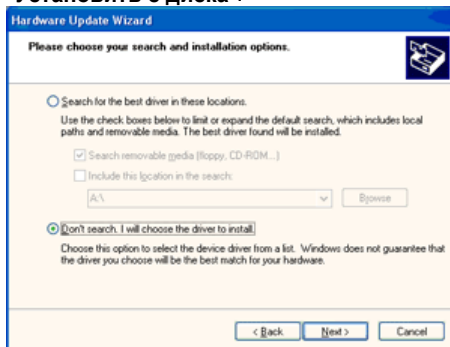 Hardware Update Wizard
Please choose your search and installation options.
Search for the best driver in these locations.
Use the check boxes below to limit or expand the default search, which includes local
paths and removable media. The best driver found will be installed.
Search removable media (floppy, CD-ROM...)
Include this location in the search:
A:\
Browse
Don't search. I will choose the driver to install.
Choose this option to select the device driver from a list. Windows does not guarantee that
the driver you choose will be the best match for your hardware.
< Back Next > Cancel